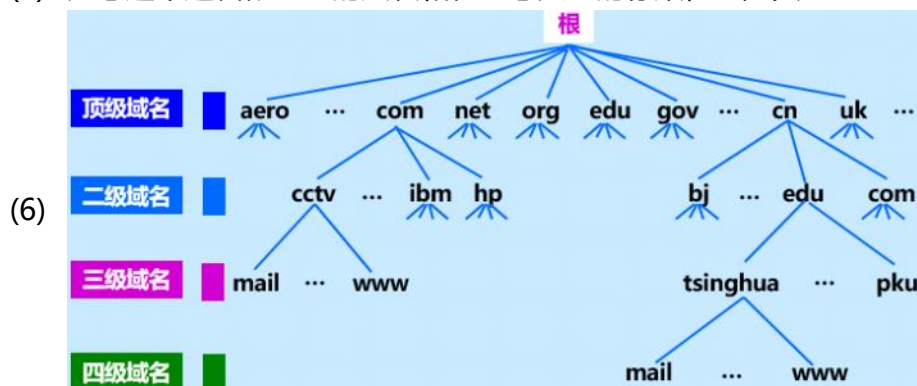 根
顶级域名 aero ... com net org edu gov ... cn uk ...
(6) 二级域名 cctv ... ibm hp bj ... edu com
三级域名 mail ... www tsinghua ... pku
四级域名 mail ... www